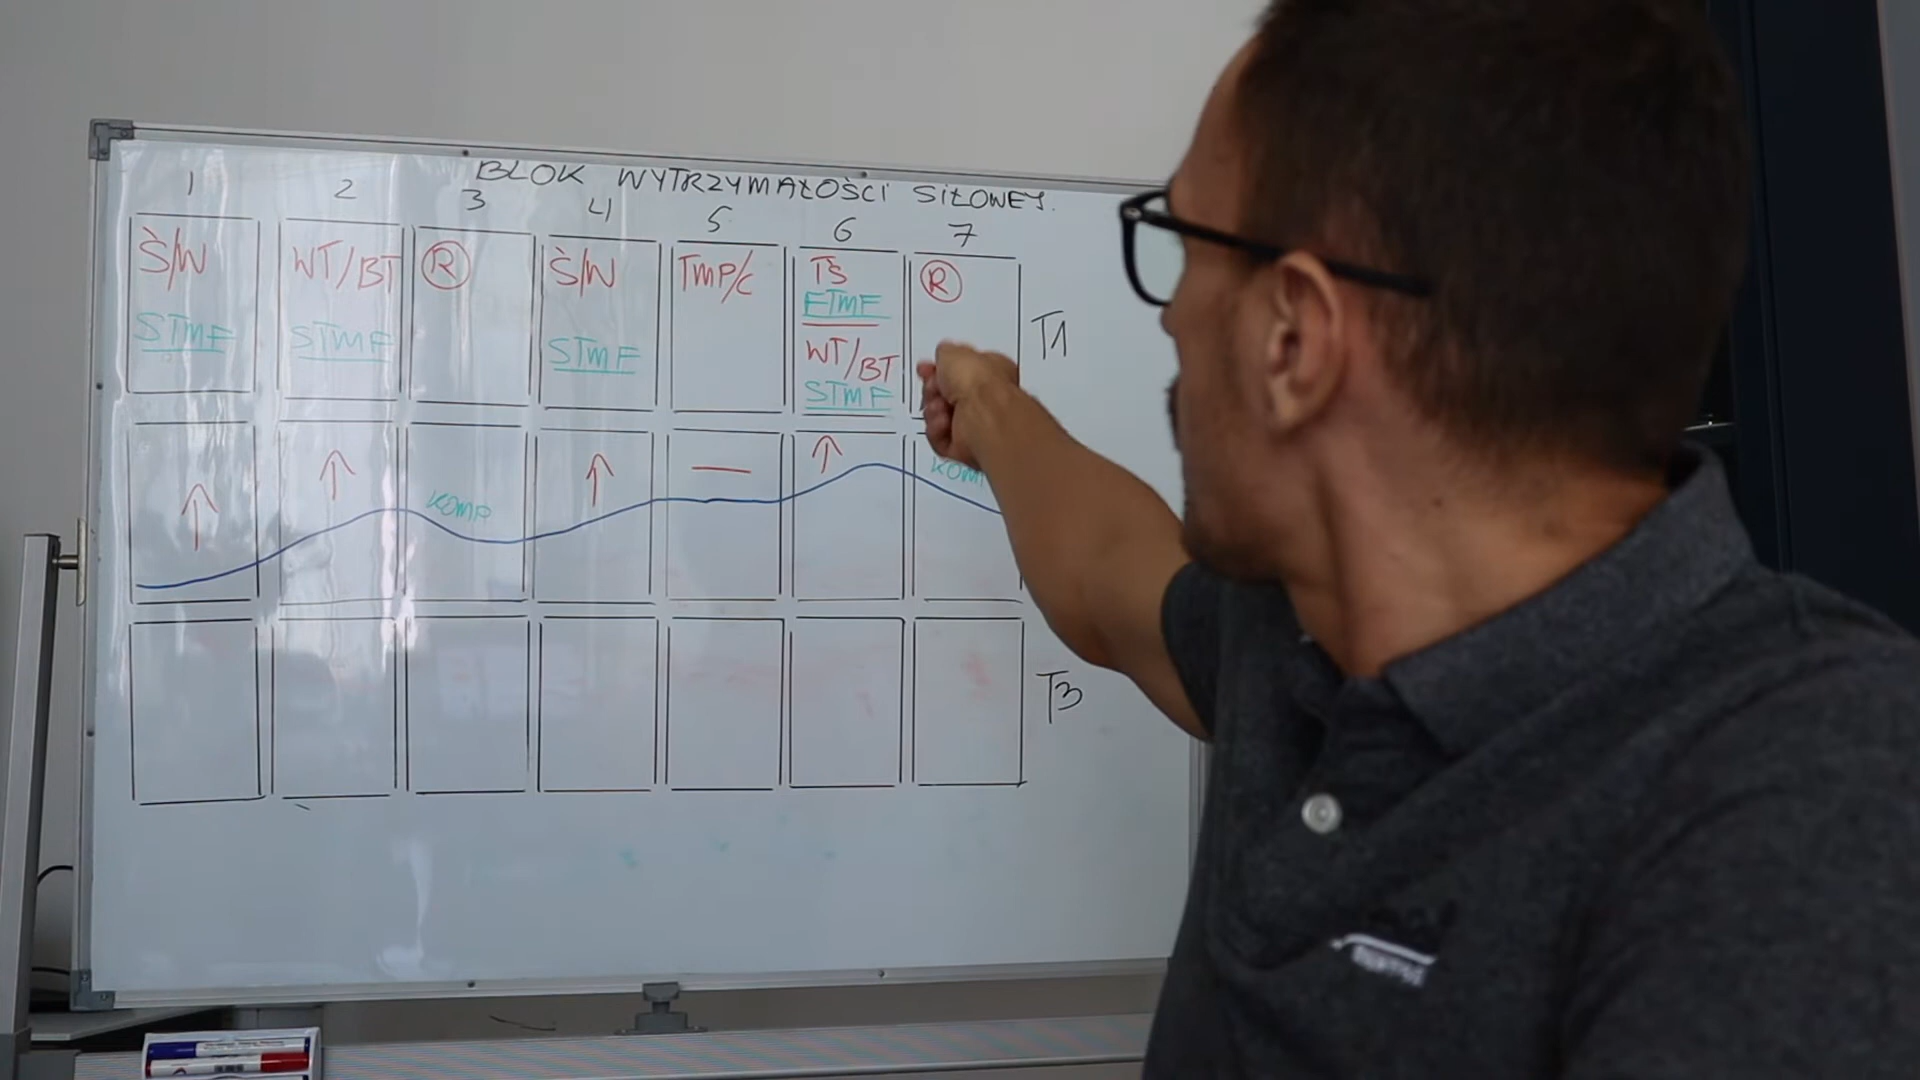 BLOK WYTRZYMAŁOŚCI SIŁOWEJ.
1 2 3 4 5 6 7
Ś/W WT/BT R Ś/W TMP/C TŚ R
FTMF
STMF STMF STMF WT/BT
STMF
T1
KOMP KOMP
T3